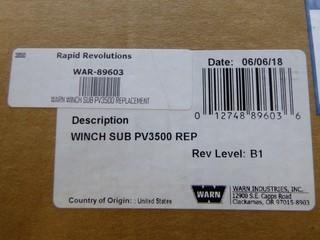 Rapid Revolutions
WAR-89603
WARN WINCH SUB PV3500 REPLACEMENT
Date: 06/06/18
0 12748 89603 6
Description
WINCH SUB PV3500 REP
Rev Level: B1
Country of Origin: : United States
WARN
WARN INDUSTRIES, INC.
12900 S.E. Capps Road
Clackamas, OR 97015-8903